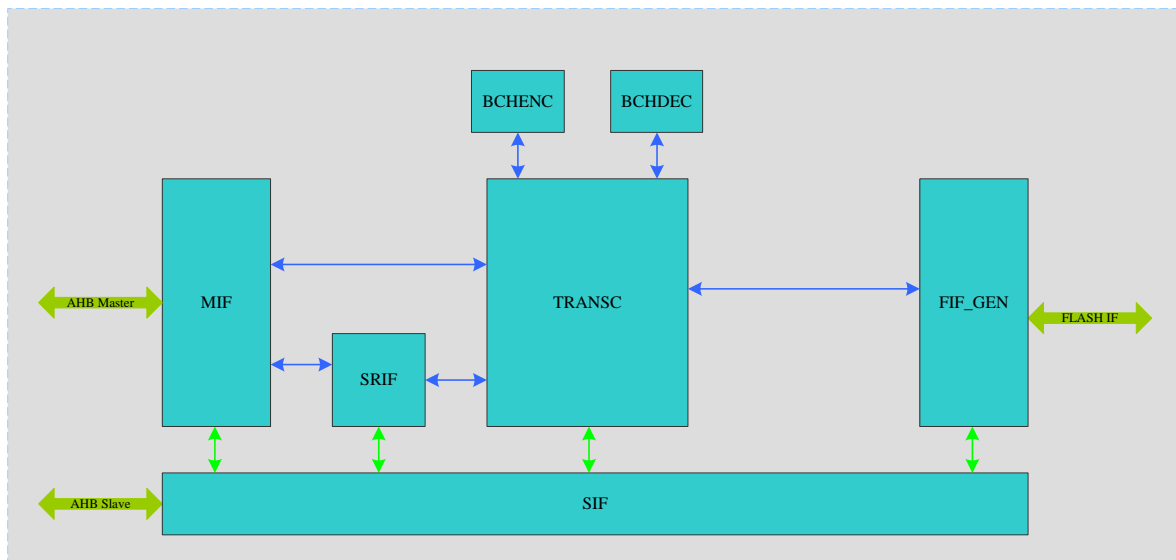 BCHENC
BCHDEC
AHB Master
MIF
TRANSC
FIF_GEN
FLASH IF
SRIF
AHB Slave
SIF